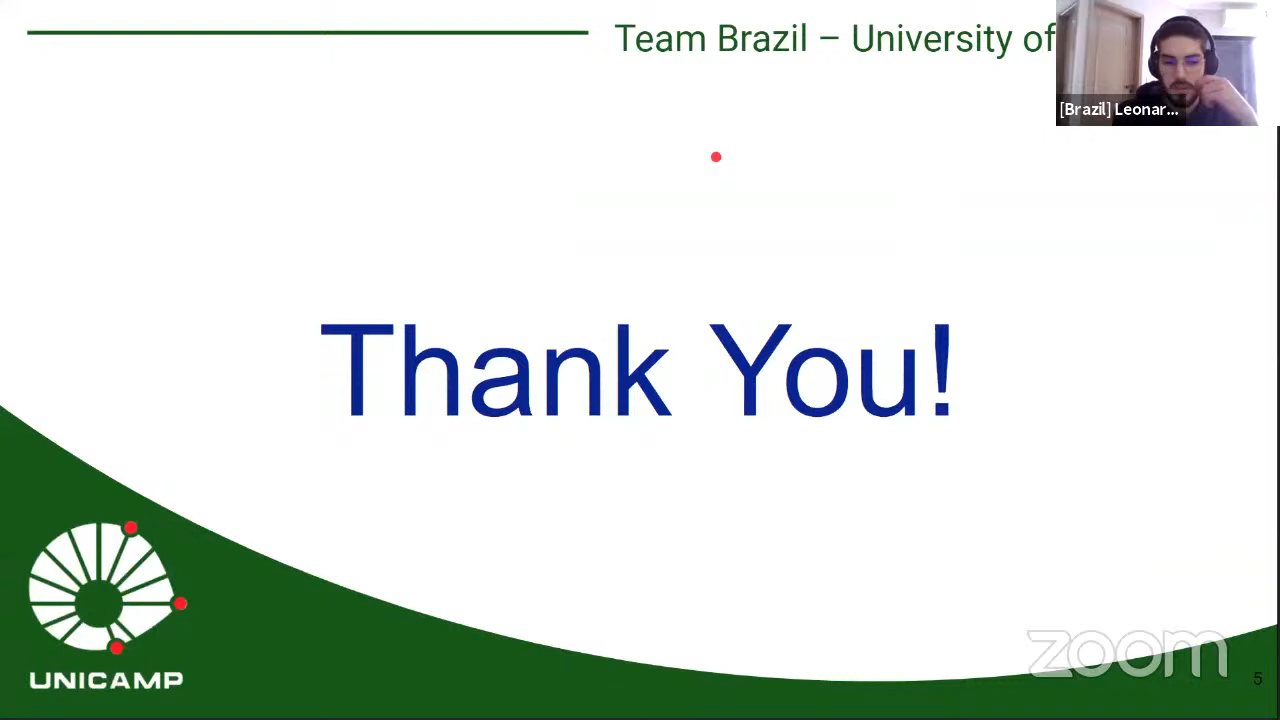 Team Brazil – University of
[Brazil] Leonar...
Thank You!
UNICAMP
zoom
5